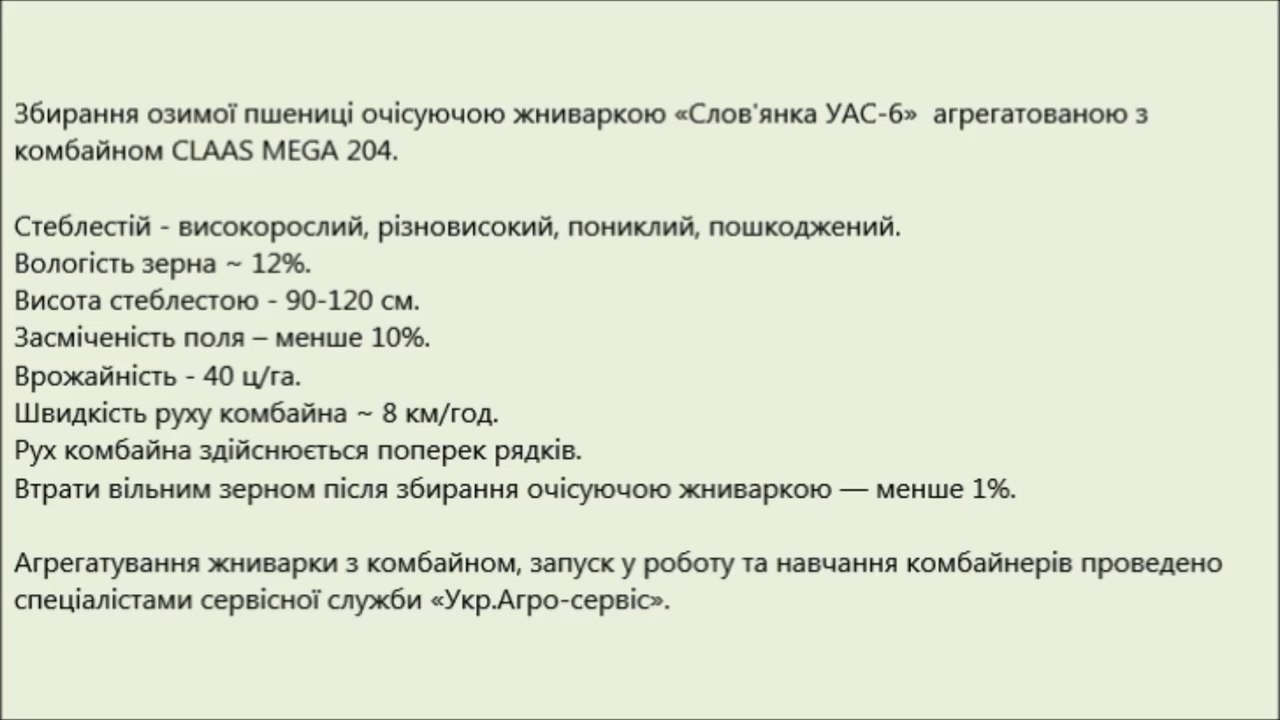 Збирання озимої пшениці очісуючою жниваркою «Слов'янка УАС-6» агрегатованою з
комбайном CLAAS MEGA 204.
Стеблестій - високорослий, різновисокий, пониклий, пошкоджений.
Вологість зерна ~ 12%.
Висота стеблестою - 90-120 см.
Засміченість поля – менше 10%.
Врожайність - 40 ц/га.
Швидкість руху комбайна ~ 8 км/год.
Рух комбайна здійснюється поперек рядків.
Втрати вільним зерном після збирання очісуючою жниваркою — менше 1%.
Агрегатування жниварки з комбайном, запуск у роботу та навчання комбайнерів проведено
спеціалістами сервісної служби «Укр.Агро-сервіс».